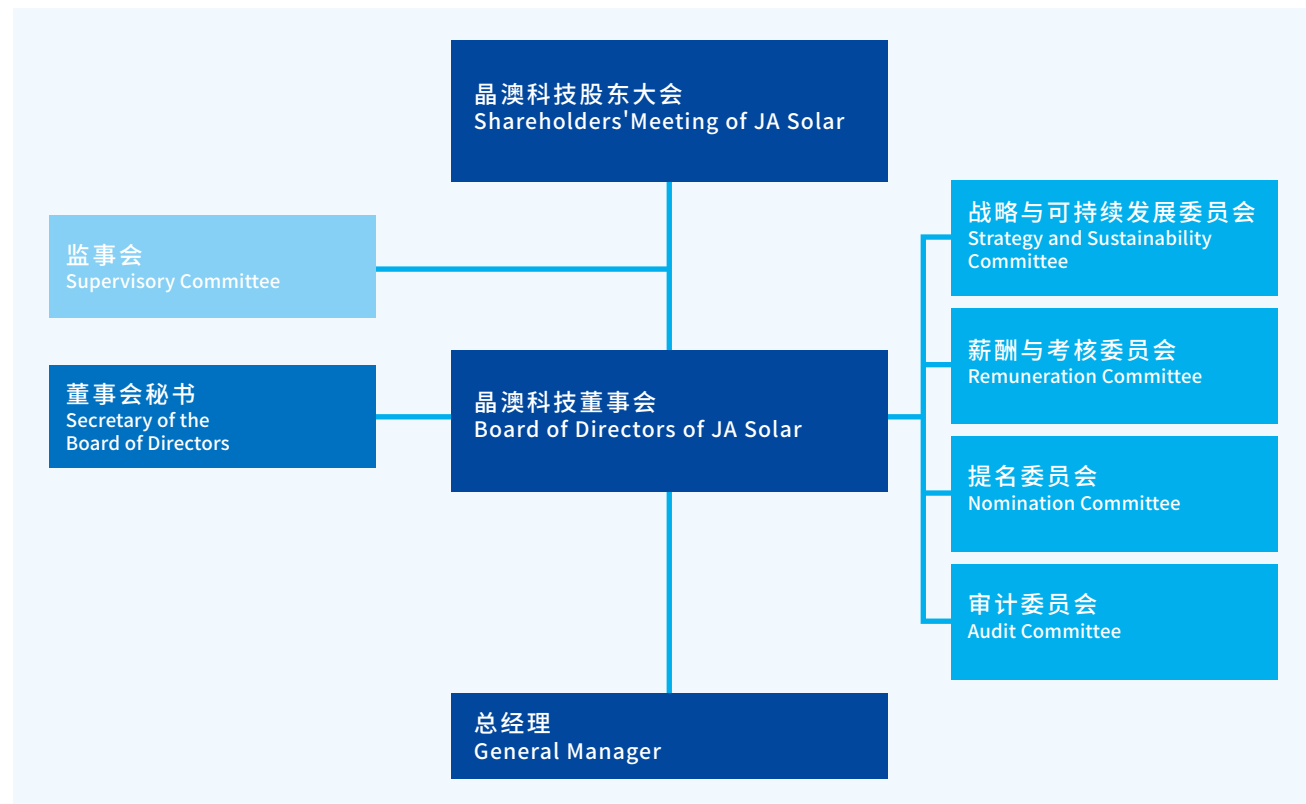 晶澳科技股东大会
Shareholders'Meeting of JA Solar
监事会
Supervisory Committee
董事会秘书
Secretary of the
Board of Directors
晶澳科技董事会
Board of Directors of JA Solar
战略与可持续发展委员会
Strategy and Sustainability
Committee
薪酬与考核委员会
Remuneration Committee
提名委员会
Nomination Committee
审计委员会
Audit Committee
总经理
General Manager